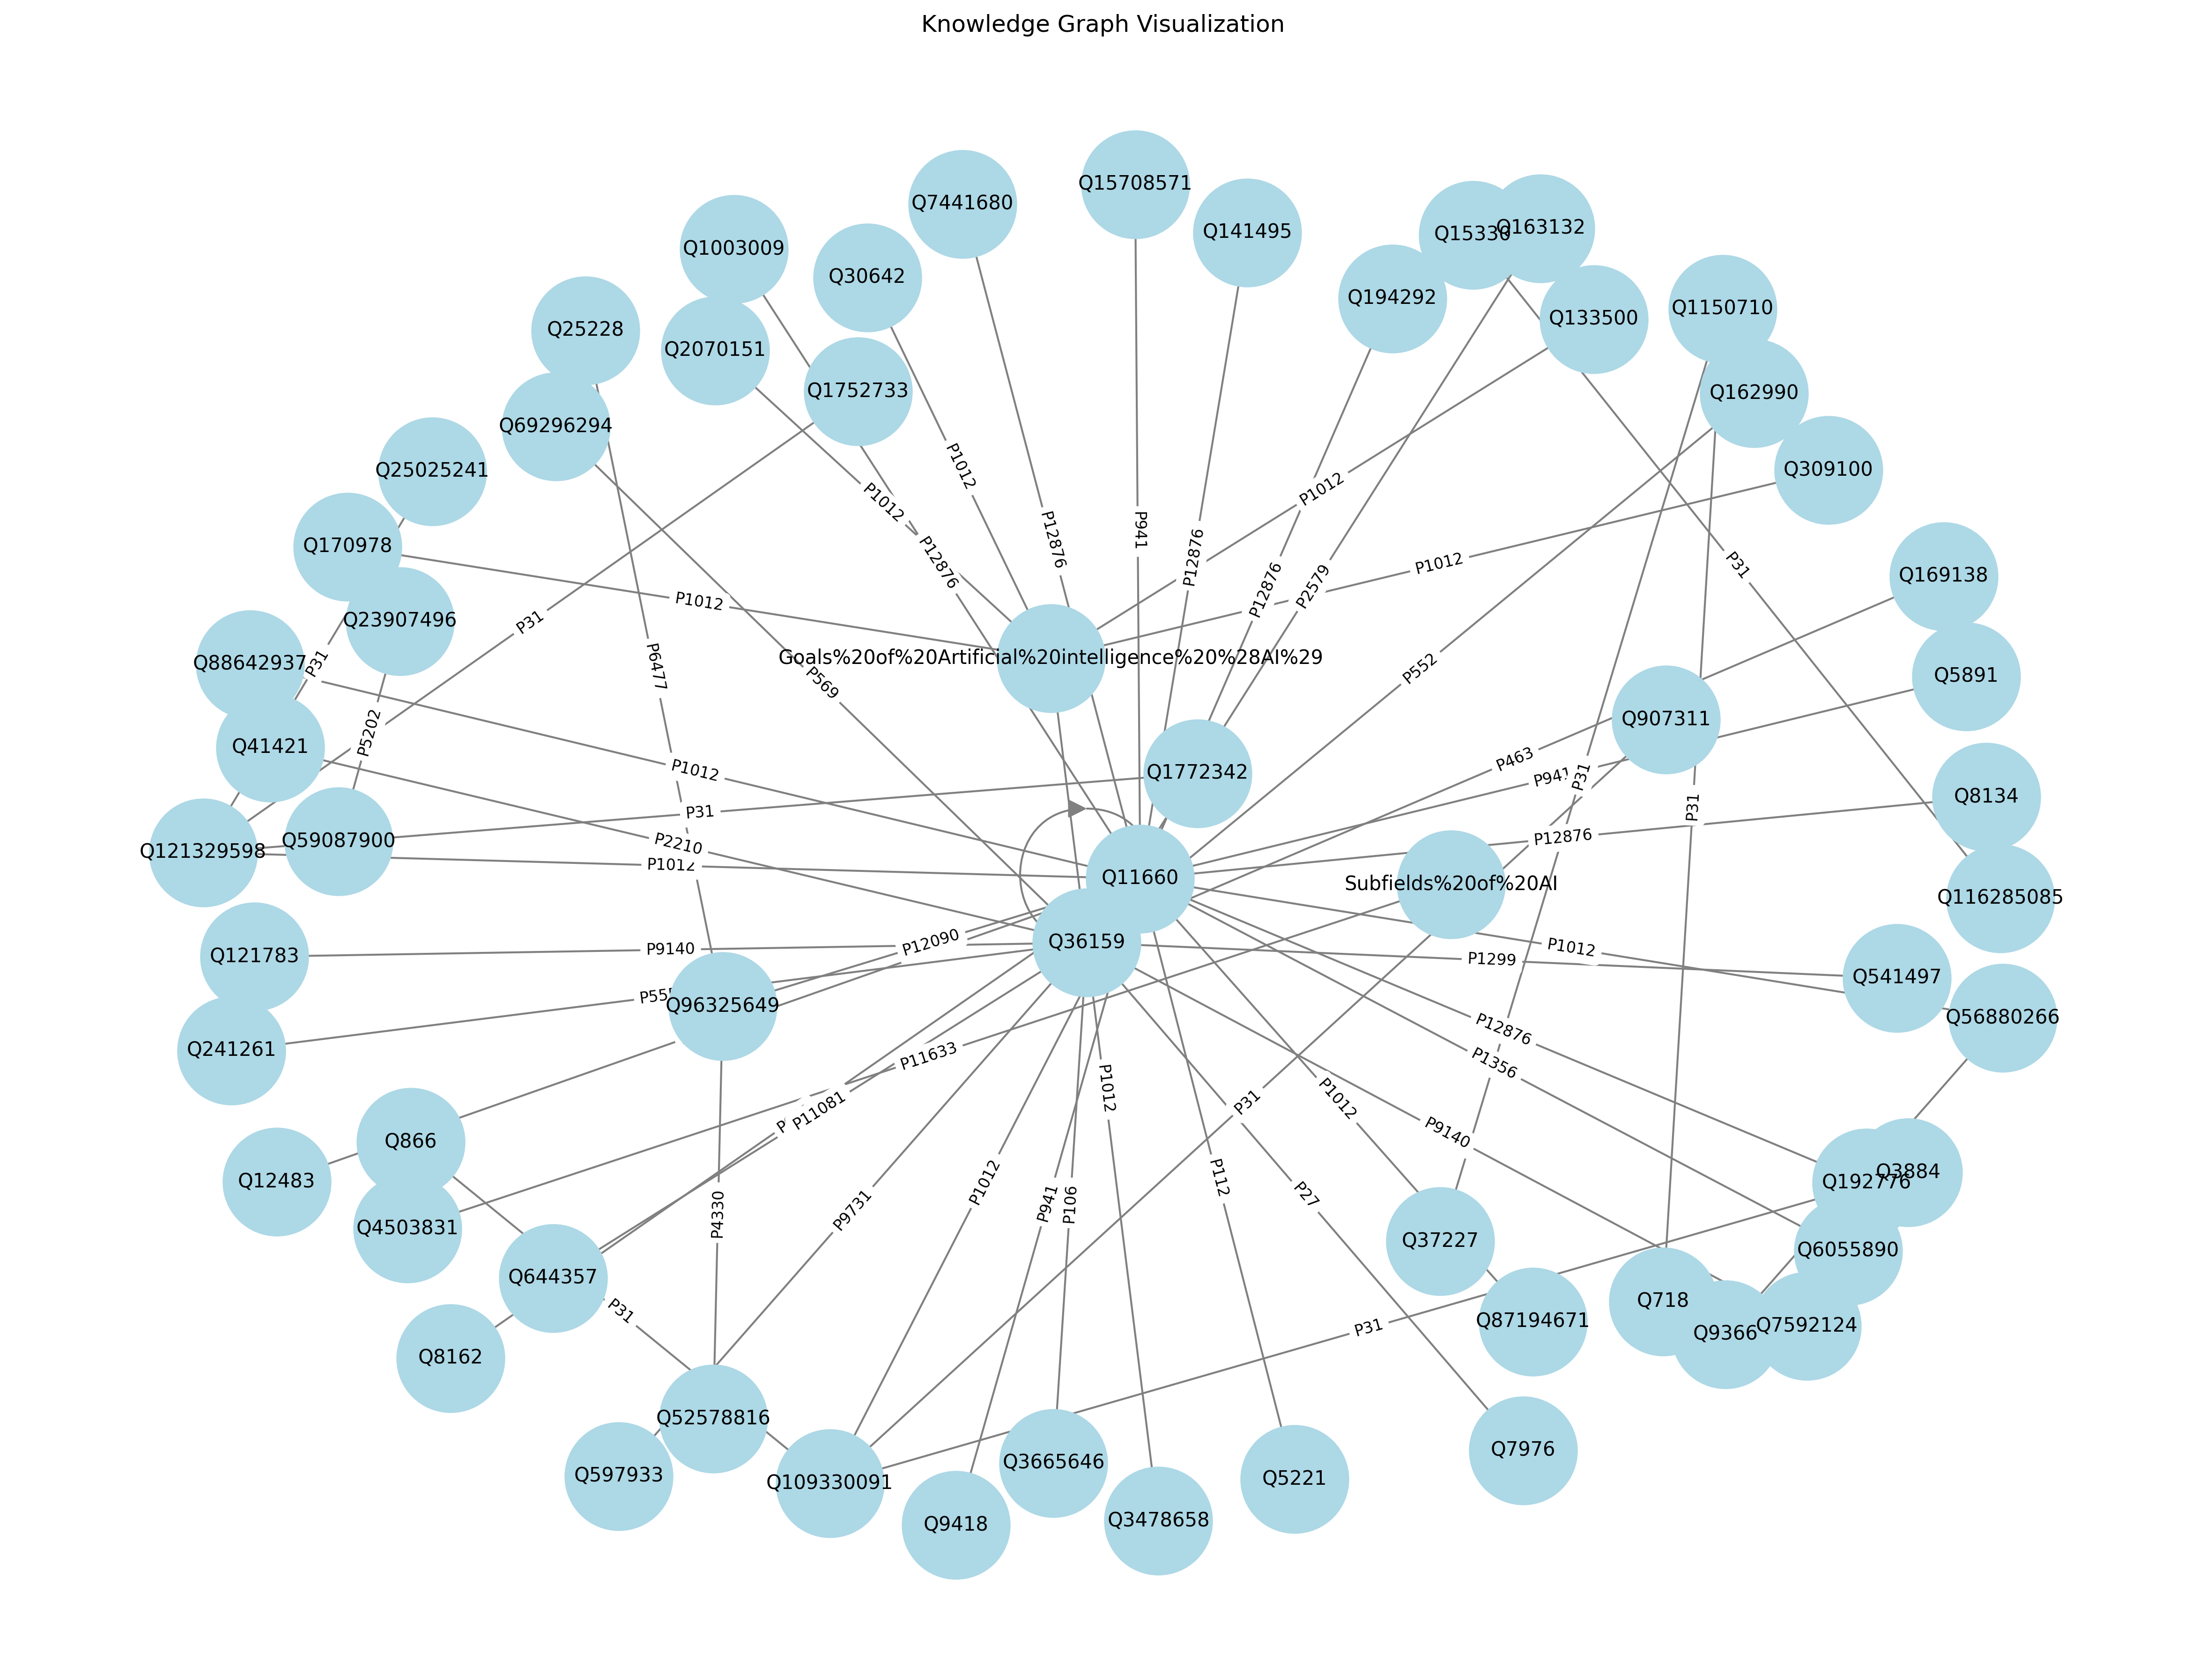 Knowledge Graph Visualization
Q15708571
Q7441680
Q141495
Q15336
Q163132
Q1003009
Q30642
Q194292
Q133500
Q1150710
Q25228
Q2070151
Q1752733
Q162990
Q69296294
Q25025241
Q309100
P1012
P1012
P1012
P1012
P12876
P941
P12876
P12876
P12876
P2579
P1012
P31
Q170978
Q169138
Q23907496
P1012
P31
Q88642937
P31
P6477
Goals%20of%20Artificial%20intelligence%20%28AI%29
P569
P552
Q5891
Q41421
P5202
Q907311
P1012
Q1772342
P463
P941
P31
P31
Q8134
P31
Q59087900
Q121329598
P2210
P1012
P12876
Q11660
Subfields%20of%20AI
Q116285085
Q121783
P9140
P12090
Q36159
P1299
P1012
Q541497
Q96325649
Q56880266
Q241261
P11633
P12876
P1356
P1012
P11081
P1012
P31
P9140
Q866
Q12483
Q4503831
P4330
P9731
P1012
P941
P106
P112
P27
Q192776
Q3884
Q37227
Q6055890
Q644357
P31
Q718
Q9366
Q7592124
Q87194671
P31
Q8162
Q52578816
Q597933
Q109330091
Q3665646
Q9418
Q3478658
Q5221
Q7976